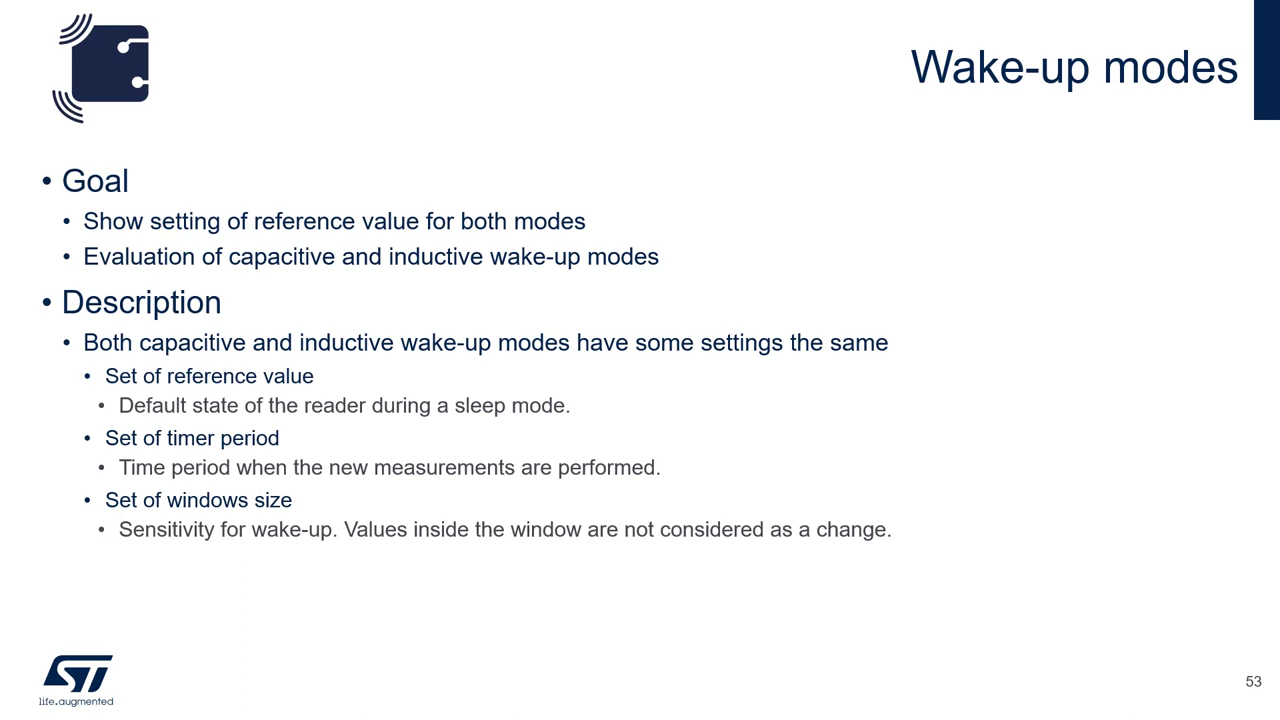 Wake-up modes
• Goal
• Show setting of reference value for both modes
• Evaluation of capacitive and inductive wake-up modes
• Description
• Both capacitive and inductive wake-up modes have some settings the same
• Set of reference value
• Default state of the reader during a sleep mode.
• Set of timer period
• Time period when the new measurements are performed.
• Set of windows size
• Sensitivity for wake-up. Values inside the window are not considered as a change.
ST
life.augmented
53